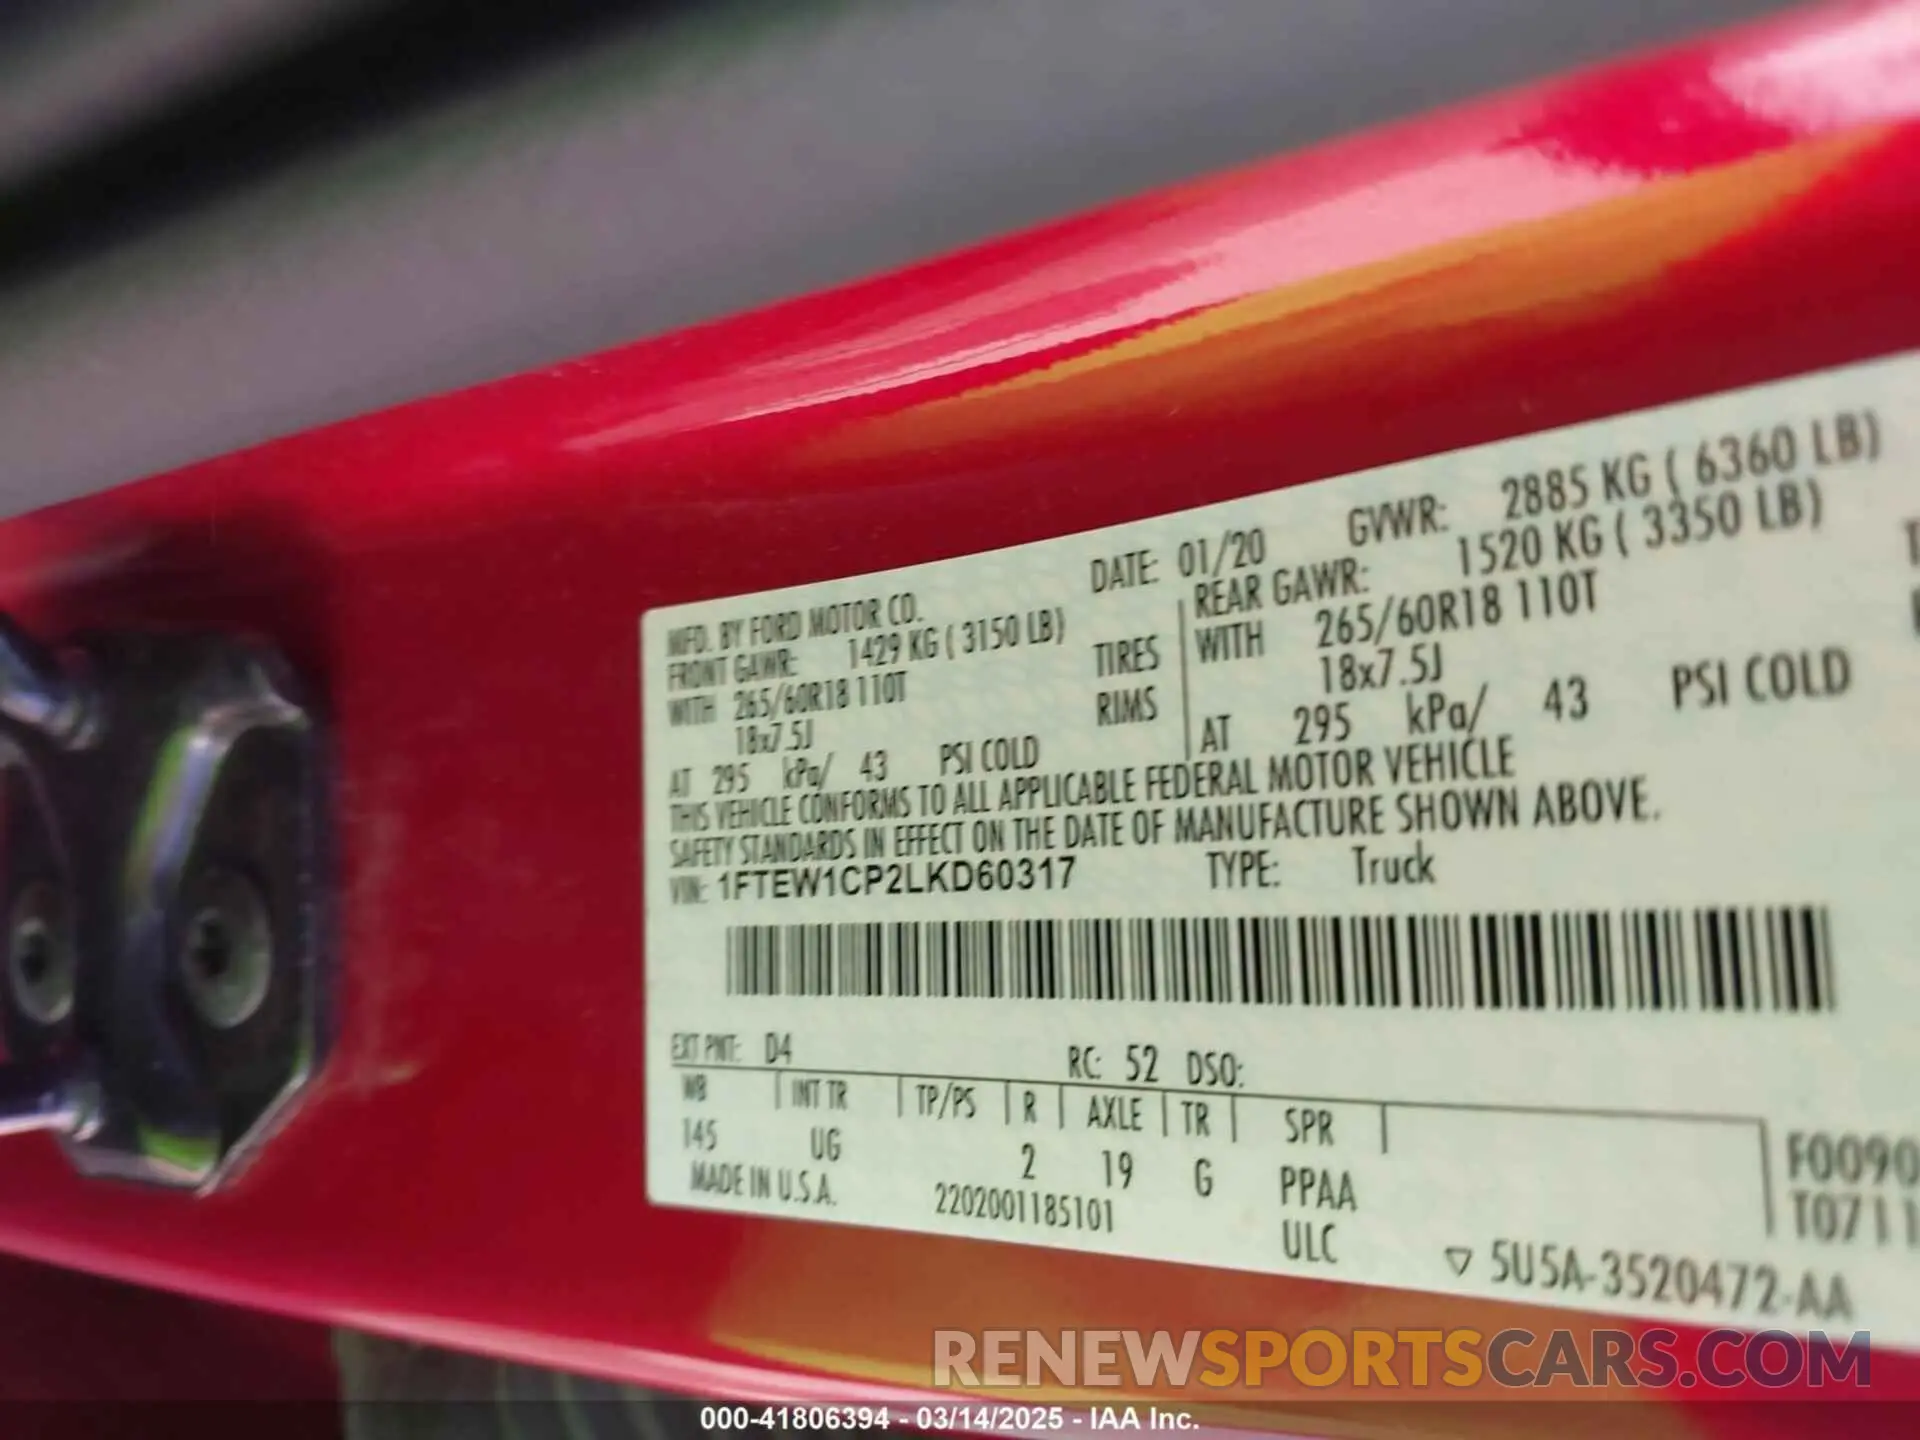 MFD. BY FORD MOTOR CO.
DATE: 01/20 GVWR: 2885 KG ( 6360 LB)
FRONT GAWR: 1429 KG ( 3150 LB)
REAR GAWR: 1520 KG ( 3350 LB)
WITH 265/60R18 110T TIRES WITH 265/60R18 110T
18x7.5J RIMS 18x7.5J
AT 295 kPa/ 43 PSI COLD AT 295 kPa/ 43 PSI COLD
THIS VEHICLE CONFORMS TO ALL APPLICABLE FEDERAL MOTOR VEHICLE
SAFETY STANDARDS IN EFFECT ON THE DATE OF MANUFACTURE SHOWN ABOVE.
VIN: 1FTEW1CP2LKD60317 TYPE: Truck
EXT PNT: D4 RC: 52 DSO:
WB INT TR TP/PS R AXLE TR SPR
145 UG 2 19 G PPAA
F0090
MADE IN U.S.A. 2202001185101 ULC
T0711
▽ 5U5A-3520472-AA
RENEWSPORTSCARS.COM
000-41806394 - 03/14/2025 - IAA Inc.